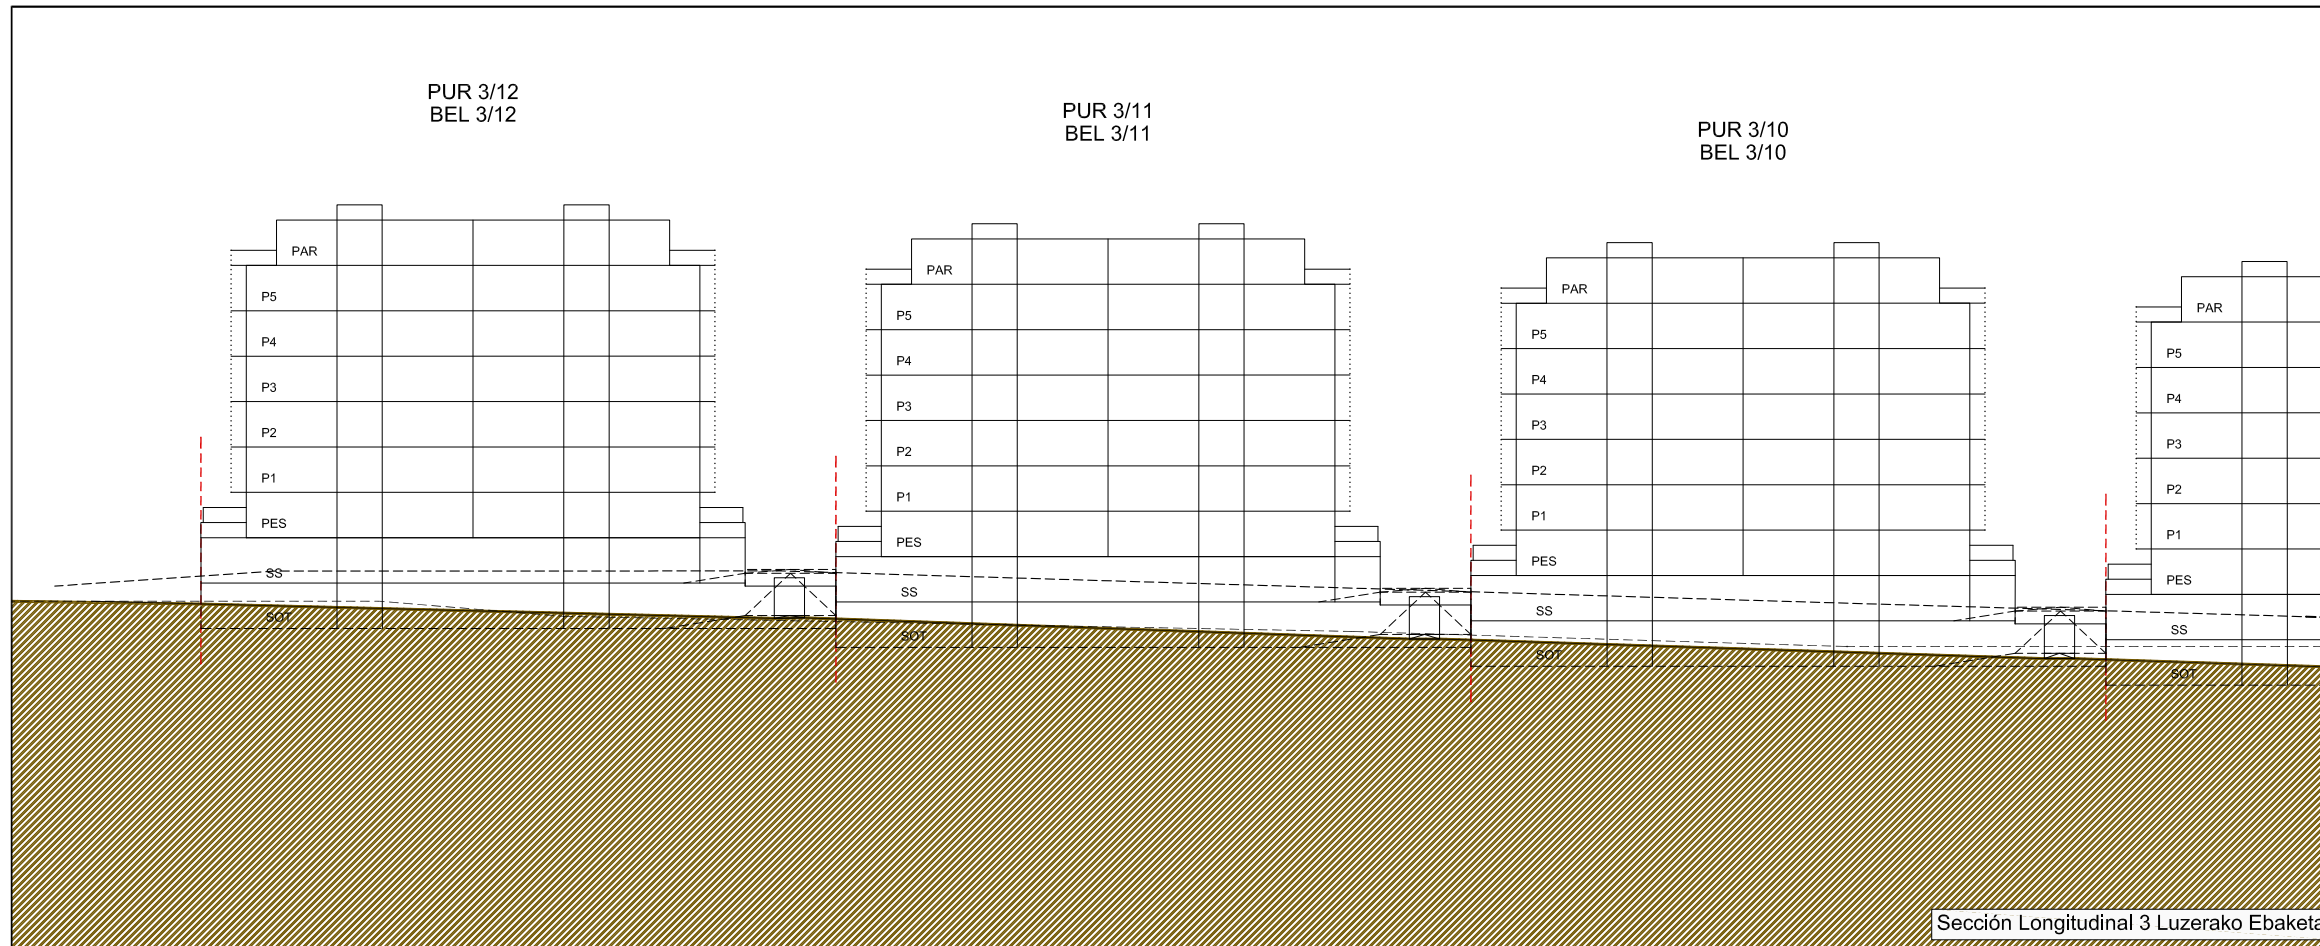 PUR 3/12
BEL 3/12
PUR 3/11
BEL 3/11
PUR 3/10
BEL 3/10
PAR
P5
P4
P3
P2
P1
PES
SS
SOT
PAR
P5
P4
P3
P2
P1
PES
SS
SOT
PAR
P5
P4
P3
P2
P1
PES
SS
SOT
PAR
P5
P4
P3
P2
P1
PES
SS
SOT
Sección Longitudinal 3 Luzerako Ebaketa